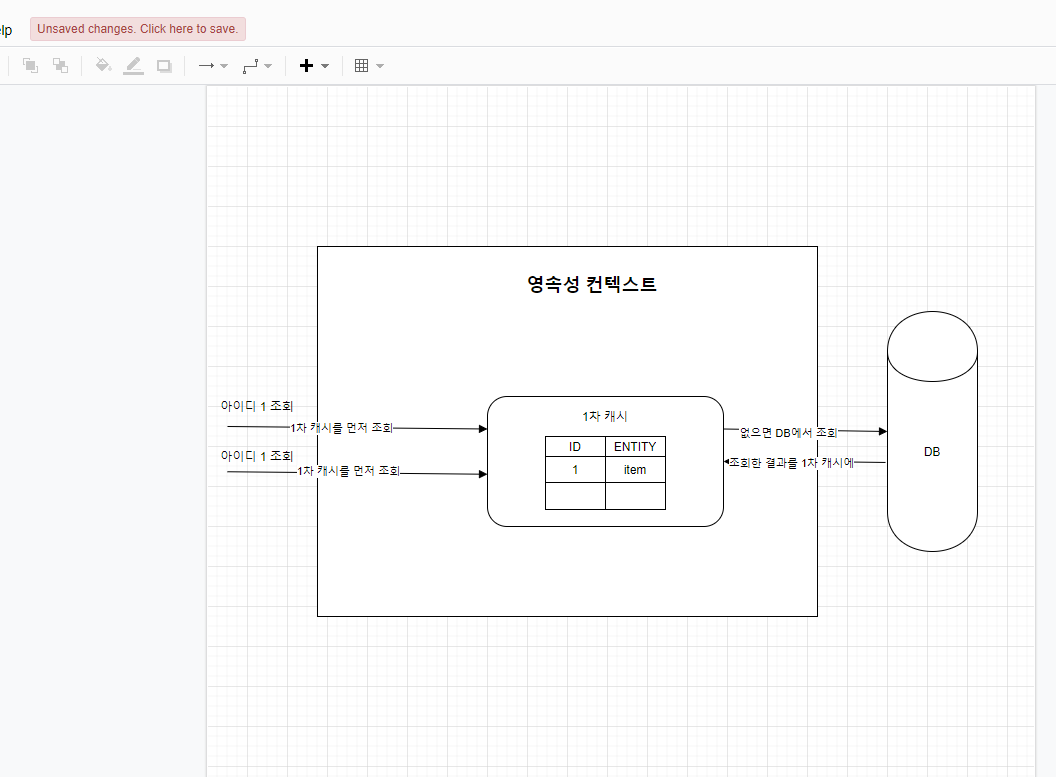 lp
Unsaved changes. Click here to save.
영속성 컨텍스트
아이디 1 조회
1차 캐시를 먼저 조회
아이디 1 조회
1차 캐시를 먼저 조회
1차 캐시
ID ENTITY
1 item
없으면 DB에서 조회
조회한 결과를 1차 캐시에
DB